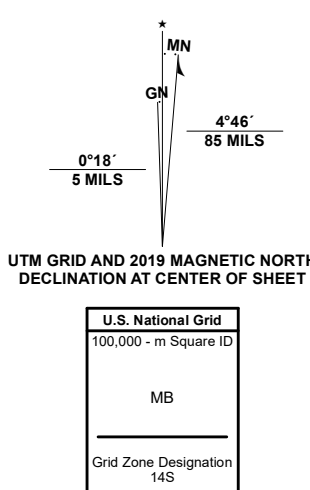 ★
MN
GN
4°46´
85 MILS
0°18´
5 MILS
UTM GRID AND 2019 MAGNETIC NORTH
DECLINATION AT CENTER OF SHEET
U.S. National Grid
100,000 - m Square ID
MB
Grid Zone Designation
14S